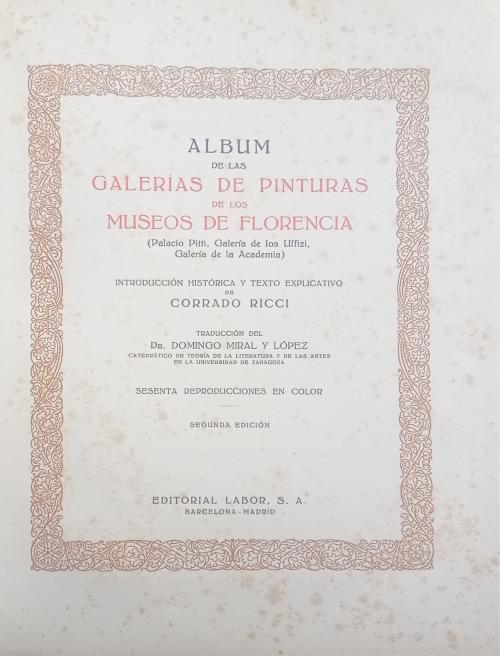 ALBUM
DE LAS
GALERÍAS DE PINTURAS
DE LOS
MUSEOS DE FLORENCIA
(Palacio Pitti, Galería de los Uffizi,
Galería de la Academia)
INTRODUCCIÓN HISTÓRICA Y TEXTO EXPLICATIVO
DE
CORRADO RICCI
TRADUCCIÓN DEL
DR. DOMINGO MIRAL Y LÓPEZ
CATEDRÁTICO DE TEORÍA DE LA LITERATURA Y DE LAS ARTES
EN LA UNIVERSIDAD DE ZARAGOZA
SESENTA REPRODUCCIONES EN COLOR
SEGUNDA EDICIÓN
EDITORIAL LABOR, S. A.
BARCELONA - MADRID